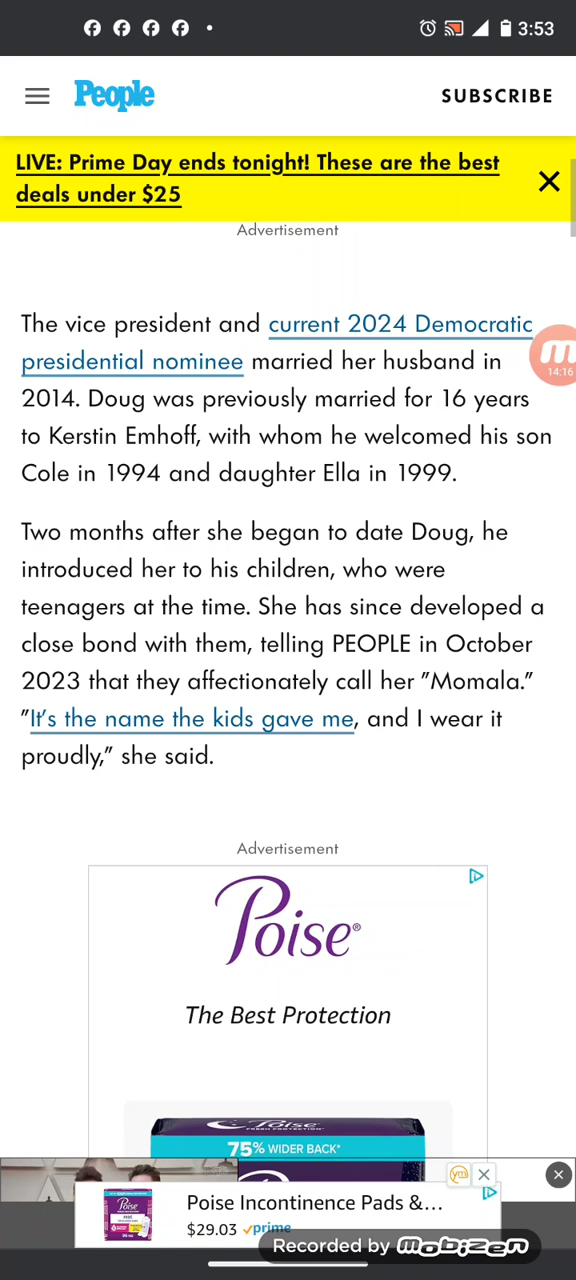 3:53
People
SUBSCRIBE
LIVE: Prime Day ends tonight! These are the best
deals under $25
Advertisement
The vice president and current 2024 Democratic
presidential nominee married her husband in
14:16
2014. Doug was previously married for 16 years
to Kerstin Emhoff, with whom he welcomed his son
Cole in 1994 and daughter Ella in 1999.
Two months after she began to date Doug, he
introduced her to his children, who were
teenagers at the time. She has since developed a
close bond with them, telling PEOPLE in October
2023 that they affectionately call her ”Momala.”
”It’s the name the kids gave me, and I wear it
proudly,” she said.
Advertisement
Poise®
The Best Protection
Poise
75% WIDER BACK*
ym
Poise Incontinence Pads &...
$29.03 prime
Recorded by mobizen